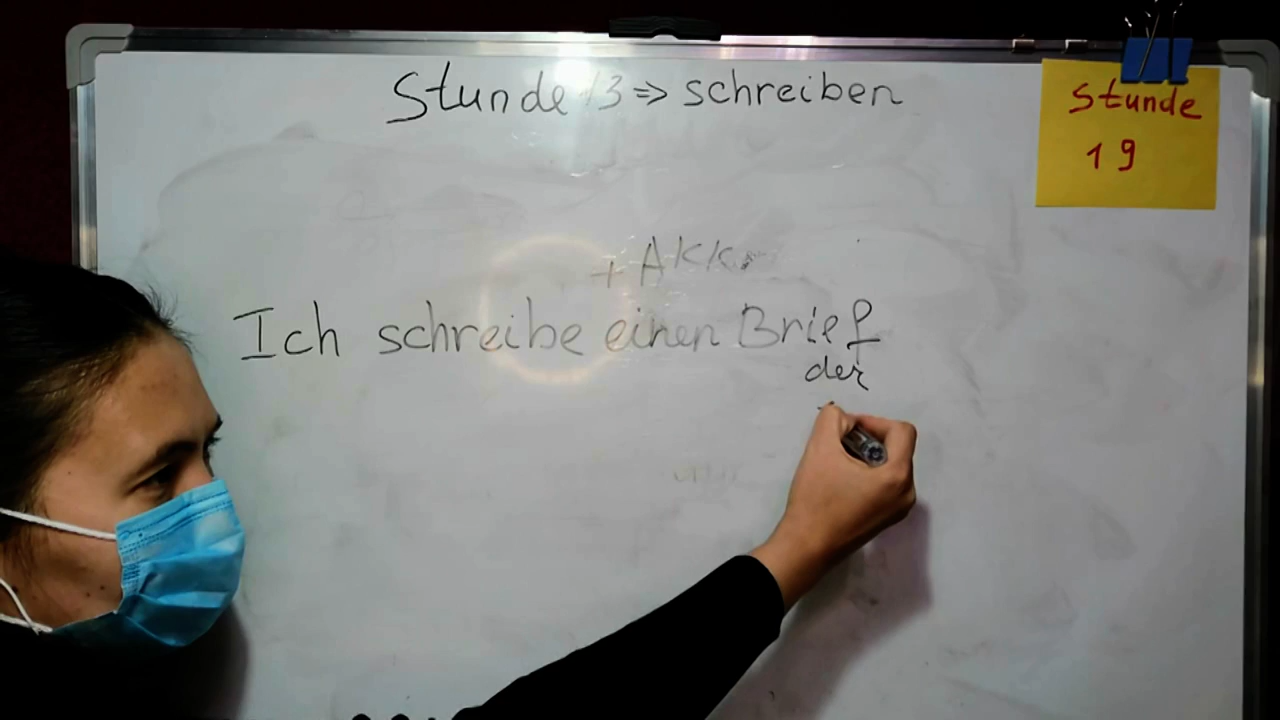 Stunde 13 => schreiben
Stunde
19
+ Akk.
Ich schreibe einen Brief
der